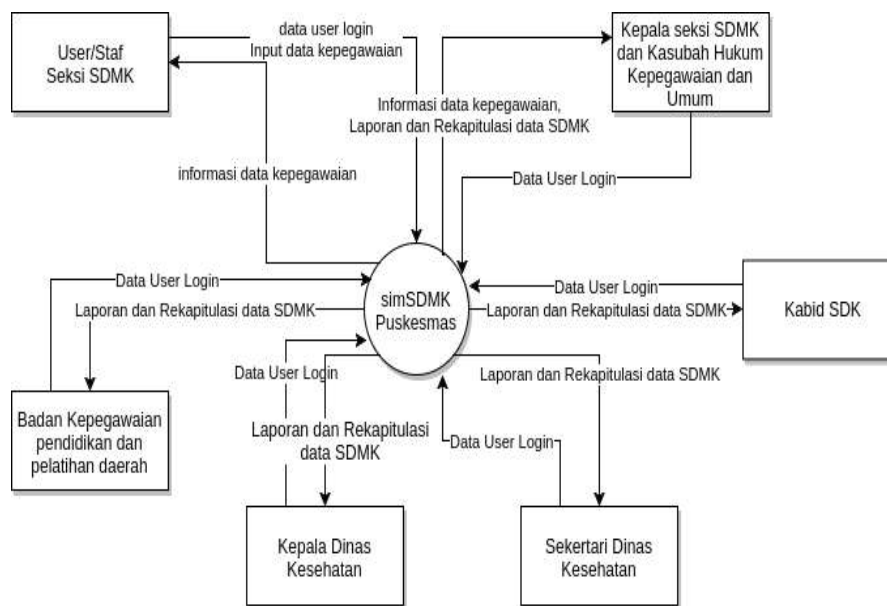 User/Staf
Seksi SDMK
data user login
Input data kepegawaian
Kepala seksi SDMK
dan Kasubah Hukum
Kepegawaian dan
Umum
Informasi data kepegawaian,
Laporan dan Rekapitulasi data SDMK
informasi data kepegawaian
Data User Login
Data User Login
Laporan dan Rekapitulasi data SDMK
simSDMK
Puskesmas
Data User Login
Laporan dan Rekapitulasi data SDMK
Kabid SDK
Data User Login
Laporan dan Rekapitulasi data SDMK
Badan Kepegawaian
pendidikan dan
pelatihan daerah
Laporan dan Rekapitulasi
data SDMK
Data User Login
Kepala Dinas
Kesehatan
Sekertari Dinas
Kesehatan